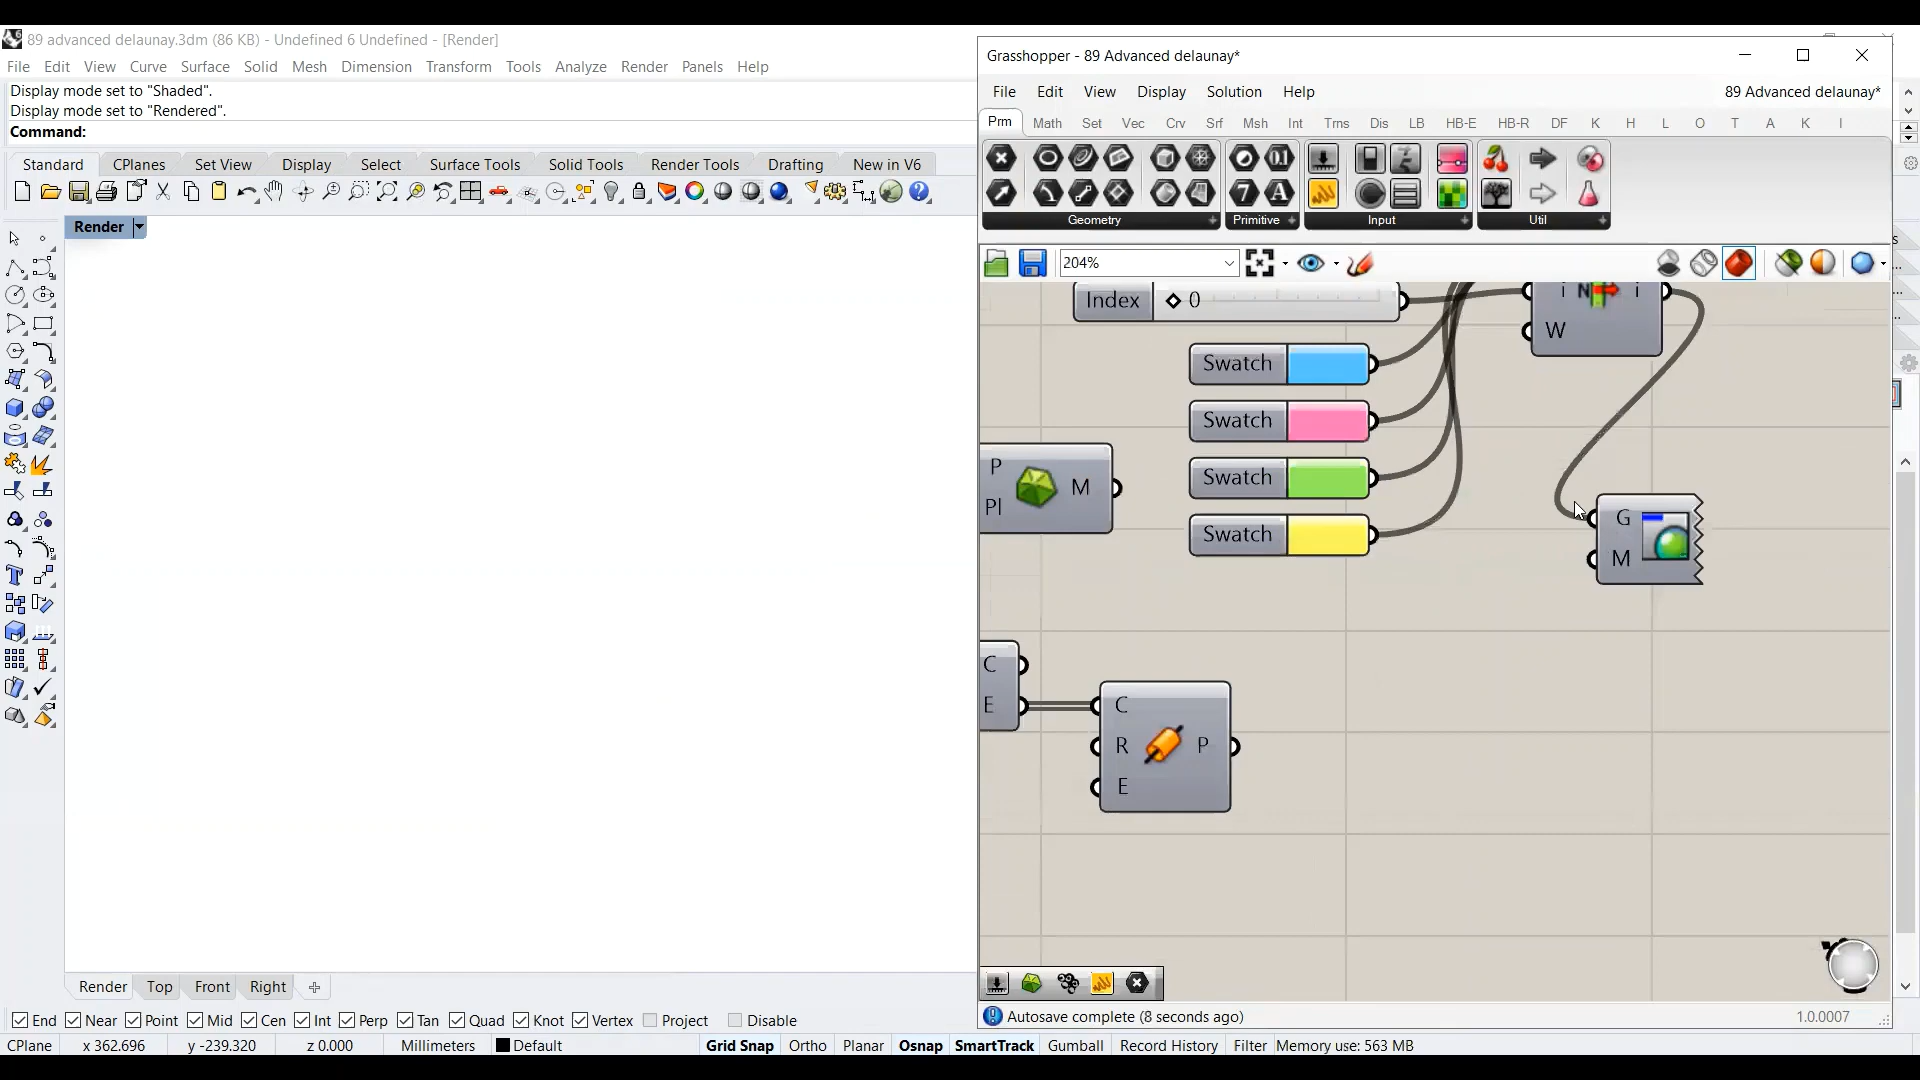 89 advanced delaunay.3dm (86 KB) - Undefined 6 Undefined - [Render]
File Edit View Curve Surface Solid Mesh Dimension Transform Tools Analyze Render Panels Help
Display mode set to "Shaded".
Display mode set to "Rendered".
Command:
Standard CPlanes Set View Display Select Surface Tools Solid Tools Mesh Tools Render Tools Drafting New in V6
Render
Grasshopper - 89 Advanced delaunay*
File Edit View Display Solution Help 89 Advanced delaunay*
Prm Math Set Vec Crv Srf Msh Int Trns Dis LB HB-E HB-R DF K H L O T A K I
Geometry Primitive Input Util
204%
Index 0
i N i
W
Swatch
Swatch
Swatch
Swatch
P
Pl M
G
M
C
E
C
R P
E
Autosave complete (8 seconds ago) 1.0.0007
Render Top Front Right
End Near Point Mid Cen Int Perp Tan Quad Knot Vertex Project Disable
CPlane x 362.696 y -239.320 z 0.000 Millimeters Default Grid Snap Ortho Planar Osnap SmartTrack Gumball Record History Filter Memory use: 563 MB